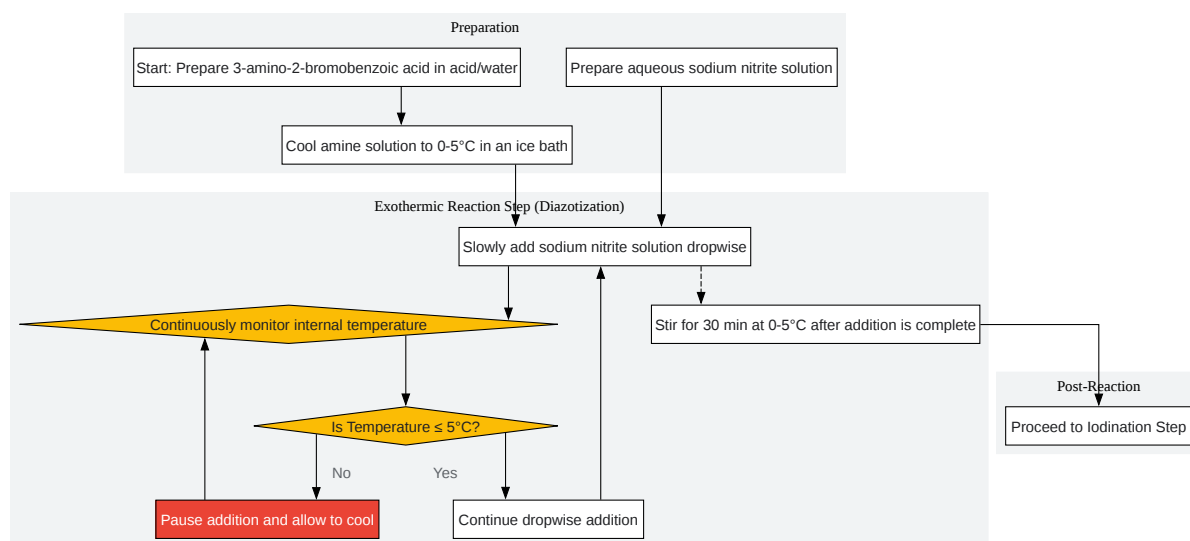 Preparation
Start: Prepare 3-amino-2-bromobenzoic acid in acid/water
Prepare aqueous sodium nitrite solution
Cool amine solution to 0-5°C in an ice bath
Exothermic Reaction Step (Diazotization)
Slowly add sodium nitrite solution dropwise
Continuously monitor internal temperature
Stir for 30 min at 0-5°C after addition is complete
Post-Reaction
Is Temperature ≤ 5°C?
Proceed to Iodination Step
No
Yes
Pause addition and allow to cool
Continue dropwise addition